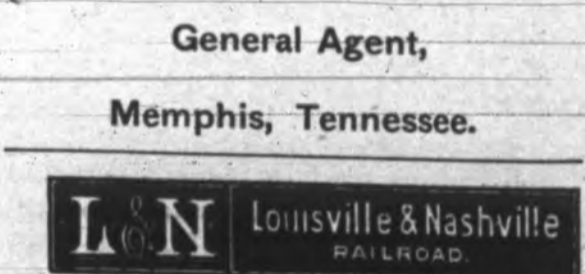 General Agent,
Memphis, Tennessee.
L&N Louisville & Nashville
RAILROAD.